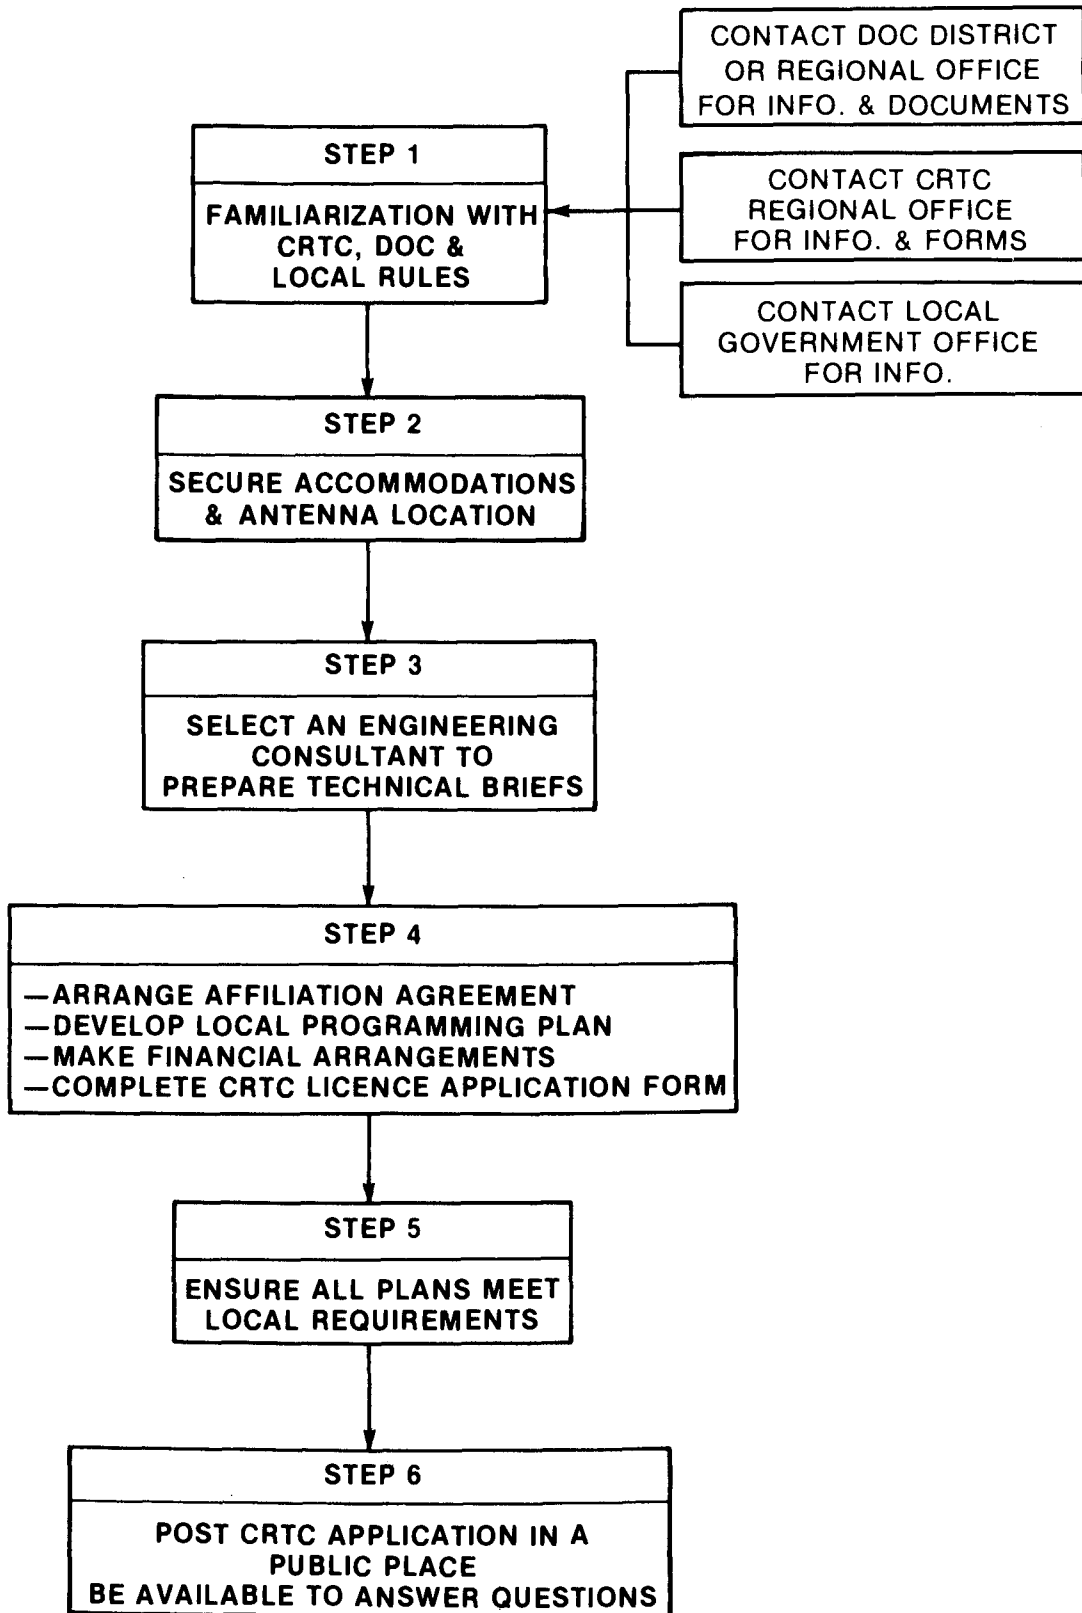 CONTACT DOC DISTRICT
OR REGIONAL OFFICE
FOR INFO. & DOCUMENTS
STEP 1
FAMILIARIZATION WITH
CRTC, DOC &
LOCAL RULES
CONTACT CRTC
REGIONAL OFFICE
FOR INFO. & FORMS
CONTACT LOCAL
GOVERNMENT OFFICE
FOR INFO.
STEP 2
SECURE ACCOMMODATIONS
& ANTENNA LOCATION
STEP 3
SELECT AN ENGINEERING
CONSULTANT TO
PREPARE TECHNICAL BRIEFS
STEP 4
—ARRANGE AFFILIATION AGREEMENT
—DEVELOP LOCAL PROGRAMMING PLAN
—MAKE FINANCIAL ARRANGEMENTS
—COMPLETE CRTC LICENCE APPLICATION FORM
STEP 5
ENSURE ALL PLANS MEET
LOCAL REQUIREMENTS
STEP 6
POST CRTC APPLICATION IN A
PUBLIC PLACE
BE AVAILABLE TO ANSWER QUESTIONS